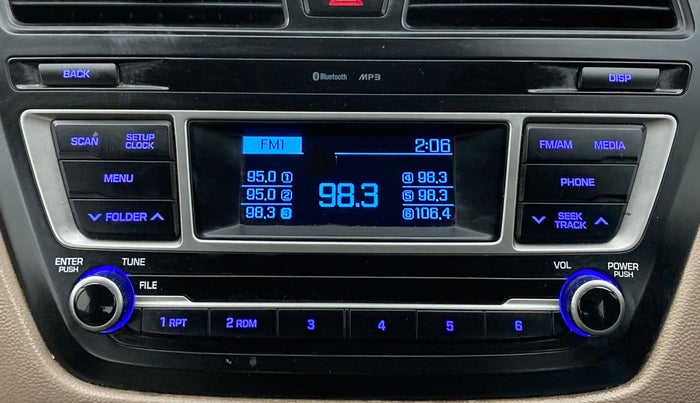 BACK
Bluetooth MP3
DISP
SCAN
SETUP CLOCK
FM1 2:06
FM/AM MEDIA
MENU
95.0 1
95.0 2
98.3 3
98.3
4 98.3
5 98.3
6 106.4
PHONE
FOLDER
SEEK TRACK
ENTER PUSH
TUNE
FILE
VOL
POWER PUSH
1 RPT 2 RDM 3 4 5 6